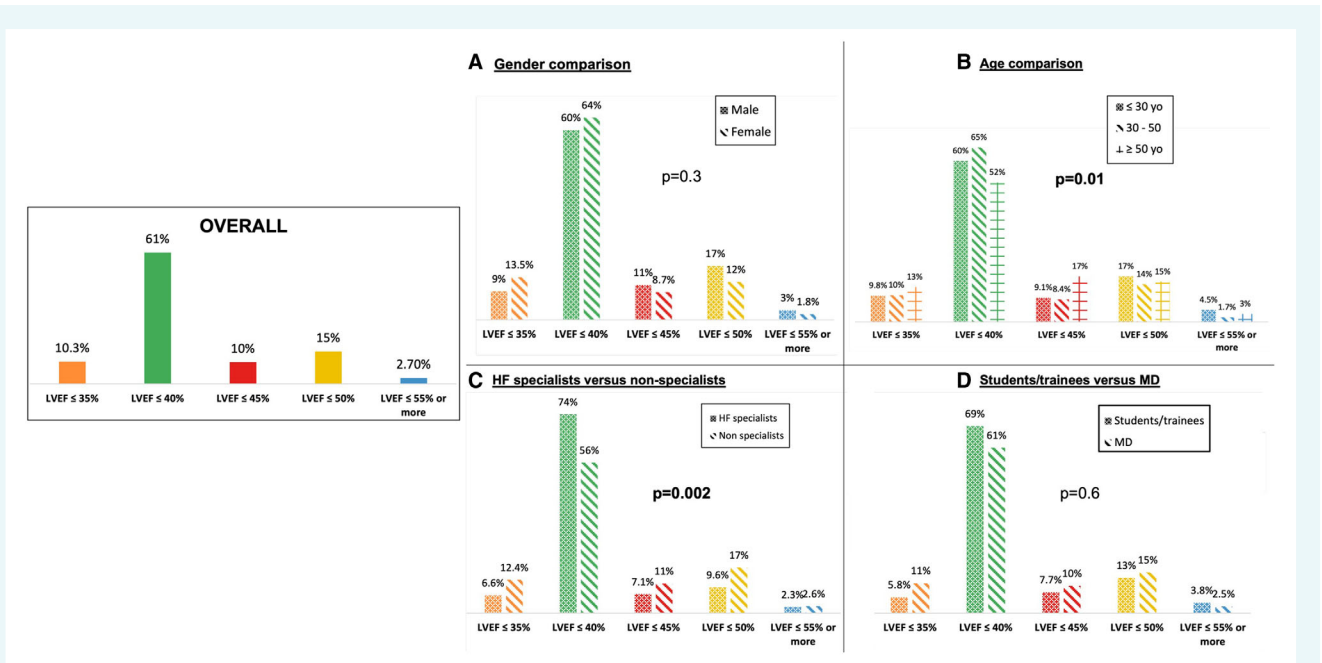 OVERALL
61%
10.3%
10%
15%
2.70%
LVEF ≤ 35%
LVEF ≤ 40%
LVEF ≤ 45%
LVEF ≤ 50%
LVEF ≤ 55% or
more
A Gender comparison
Male
Female
p=0.3
9%
13.5%
60%
64%
11%
8.7%
17%
12%
3%
1.8%
LVEF ≤ 35%
LVEF ≤ 40%
LVEF ≤ 45%
LVEF ≤ 50%
LVEF ≤ 55% or
more
B Age comparison
≤ 30 yo
30 - 50
≥ 50 yo
p=0.01
9.8%
10%
13%
60%
65%
52%
9.1%
8.4%
17%
17%
14%
15%
4.5%
1.7%
3%
LVEF ≤ 35%
LVEF ≤ 40%
LVEF ≤ 45%
LVEF ≤ 50%
LVEF ≤ 55% or
more
C HF specialists versus non-specialists
HF specialists
Non specialists
p=0.002
6.6%
12.4%
74%
56%
7.1%
11%
9.6%
17%
2.3%
2.6%
LVEF ≤ 35%
LVEF ≤ 40%
LVEF ≤ 45%
LVEF ≤ 50%
LVEF ≤ 55% or
more
D Students/trainees versus MD
Students/trainees
MD
p=0.6
5.8%
11%
69%
61%
7.7%
10%
13%
15%
3.8%
2.5%
LVEF ≤ 35%
LVEF ≤ 40%
LVEF ≤ 45%
LVEF ≤ 50%
LVEF ≤ 55% or
more